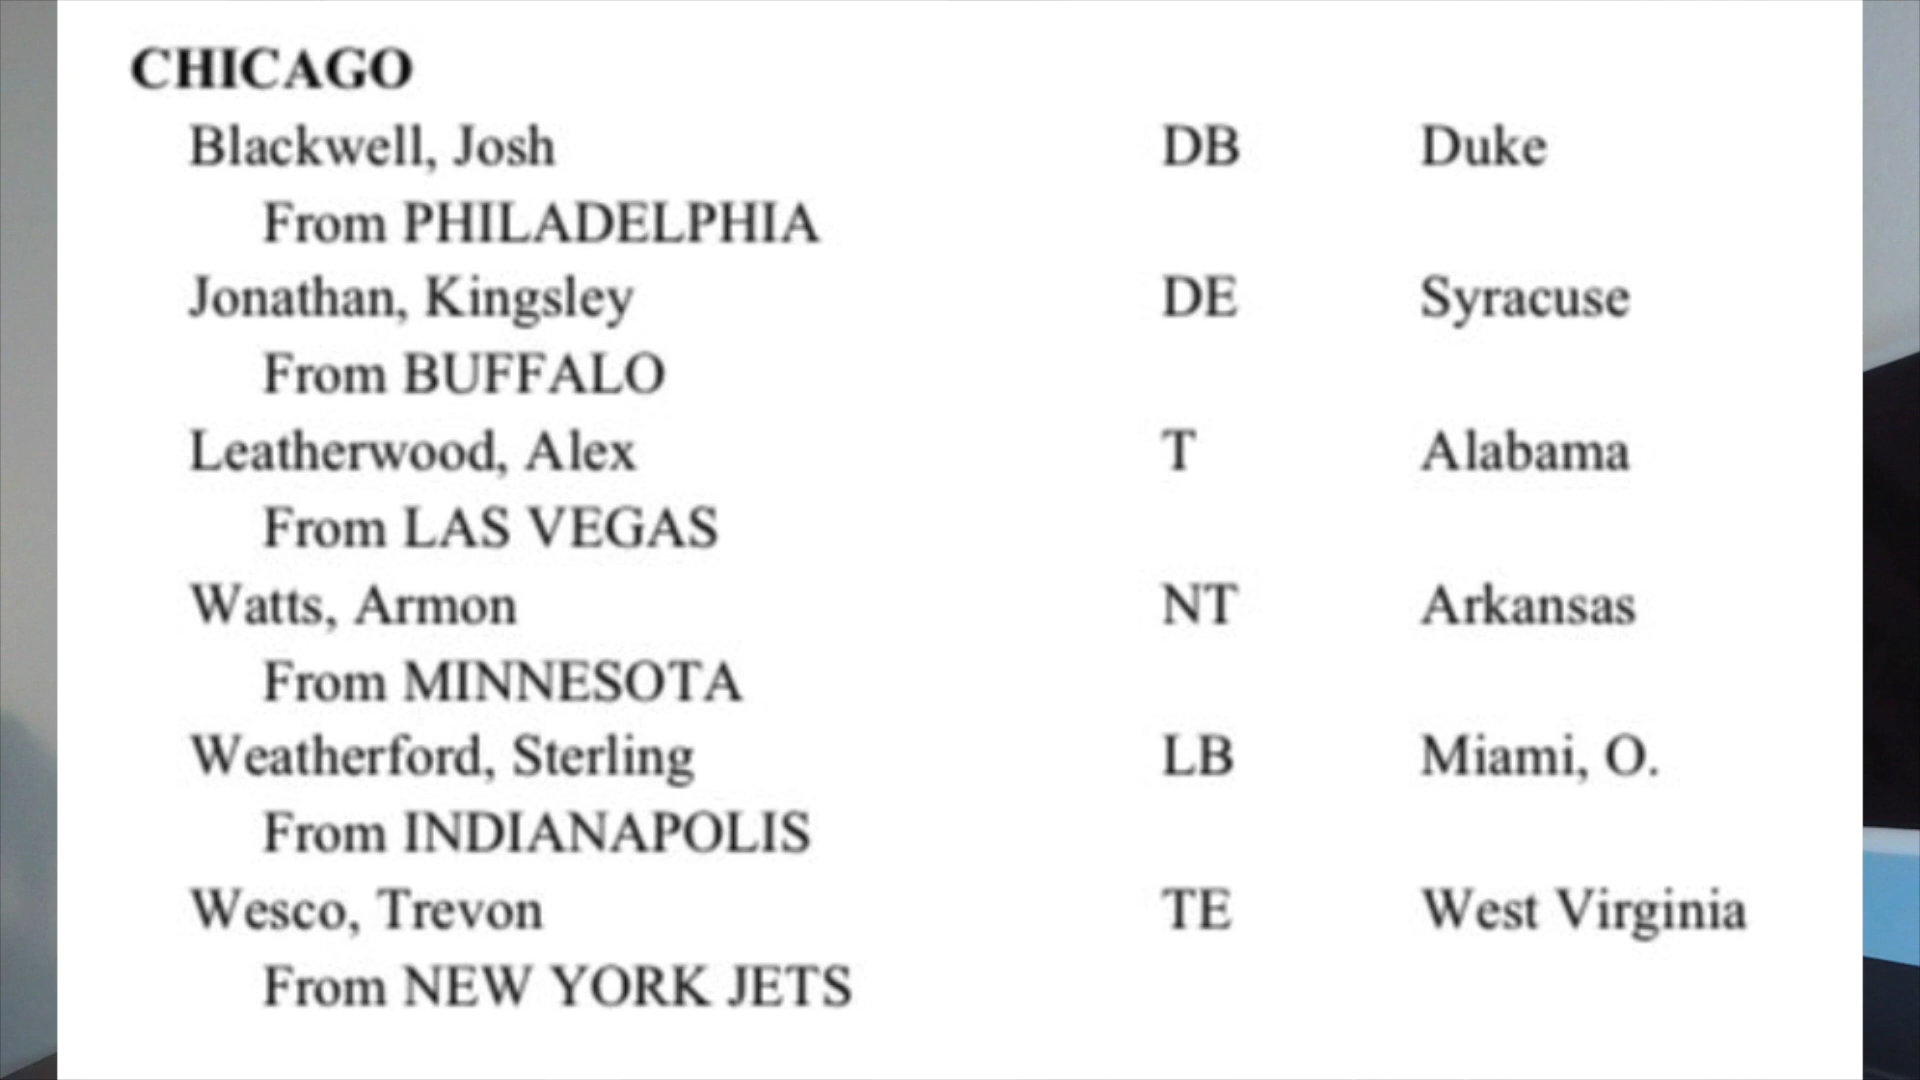 CHICAGO
Blackwell, Josh DB Duke
From PHILADELPHIA
Jonathan, Kingsley DE Syracuse
From BUFFALO
Leatherwood, Alex T Alabama
From LAS VEGAS
Watts, Armon NT Arkansas
From MINNESOTA
Weatherford, Sterling LB Miami, O.
From INDIANAPOLIS
Wesco, Trevon TE West Virginia
From NEW YORK JETS